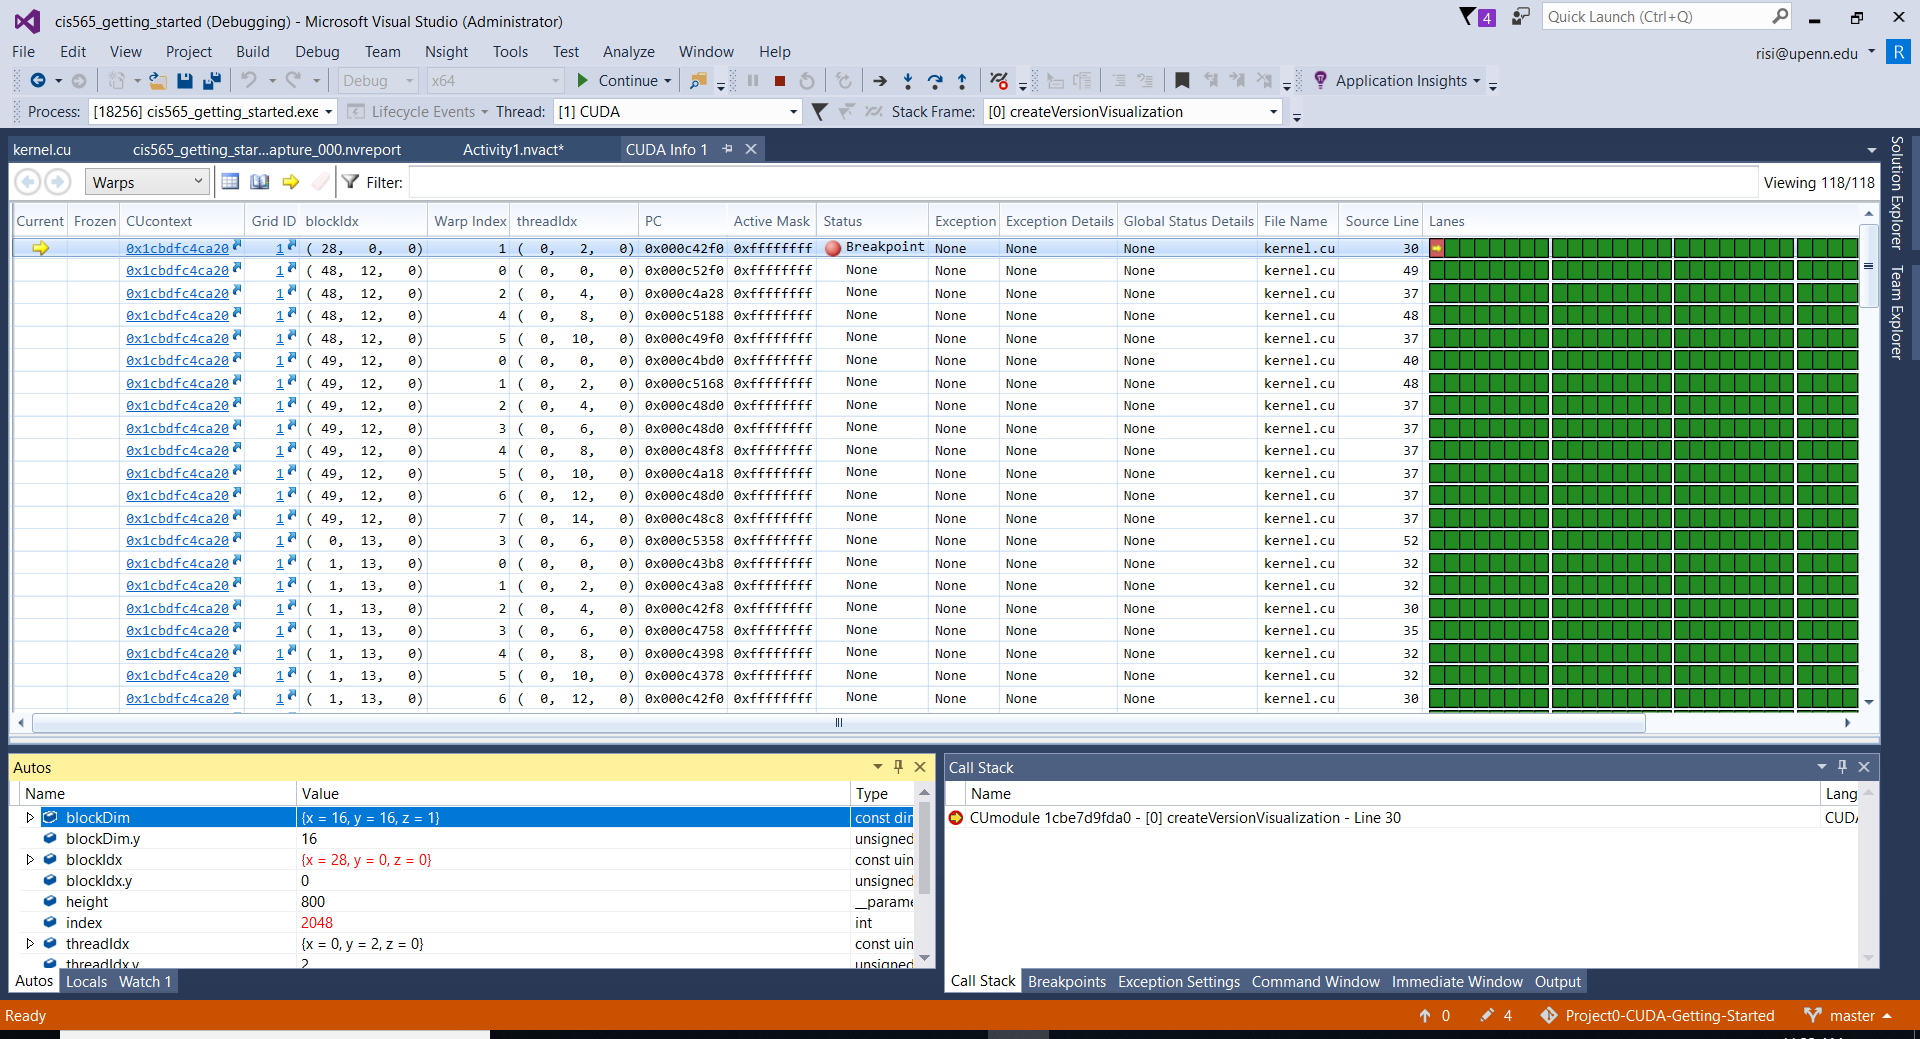 cis565_getting_started (Debugging) - Microsoft Visual Studio (Administrator)
4
Quick Launch (Ctrl+Q)
File Edit View Project Build Debug Team Nsight Tools Test Analyze Window Help
risi@upenn.edu R
Debug x64 Continue Application Insights
Process: [18256] cis565_getting_started.exe Lifecycle Events Thread: [1] CUDA Stack Frame: [0] createVersionVisualization
kernel.cu cis565_getting_star...apture_000.nvreport Activity1.nvact* CUDA Info 1
Solution Explorer
Team Explorer
Warps Filter: Viewing 118/118
Current Frozen CUcontext Grid ID blockIdx Warp Index threadIdx PC Active Mask Status Exception Exception Details Global Status Details File Name Source Line Lanes
0x1cbdfc4ca20 1 ( 28, 0, 0) 1 ( 0, 2, 0) 0x000c42f0 0xffffffff Breakpoint None None None kernel.cu 30
0x1cbdfc4ca20 1 ( 48, 12, 0) 0 ( 0, 0, 0) 0x000c52f0 0xffffffff None None None None kernel.cu 49
0x1cbdfc4ca20 1 ( 48, 12, 0) 2 ( 0, 4, 0) 0x000c4a28 0xffffffff None None None None kernel.cu 37
0x1cbdfc4ca20 1 ( 48, 12, 0) 4 ( 0, 8, 0) 0x000c5188 0xffffffff None None None None kernel.cu 48
0x1cbdfc4ca20 1 ( 48, 12, 0) 5 ( 0, 10, 0) 0x000c49f0 0xffffffff None None None None kernel.cu 37
0x1cbdfc4ca20 1 ( 49, 12, 0) 0 ( 0, 0, 0) 0x000c4bd0 0xffffffff None None None None kernel.cu 40
0x1cbdfc4ca20 1 ( 49, 12, 0) 1 ( 0, 2, 0) 0x000c5168 0xffffffff None None None None kernel.cu 48
0x1cbdfc4ca20 1 ( 49, 12, 0) 2 ( 0, 4, 0) 0x000c48d0 0xffffffff None None None None kernel.cu 37
0x1cbdfc4ca20 1 ( 49, 12, 0) 3 ( 0, 6, 0) 0x000c48d0 0xffffffff None None None None kernel.cu 37
0x1cbdfc4ca20 1 ( 49, 12, 0) 4 ( 0, 8, 0) 0x000c48f8 0xffffffff None None None None kernel.cu 37
0x1cbdfc4ca20 1 ( 49, 12, 0) 5 ( 0, 10, 0) 0x000c4a18 0xffffffff None None None None kernel.cu 37
0x1cbdfc4ca20 1 ( 49, 12, 0) 6 ( 0, 12, 0) 0x000c48d0 0xffffffff None None None None kernel.cu 37
0x1cbdfc4ca20 1 ( 49, 12, 0) 7 ( 0, 14, 0) 0x000c48c8 0xffffffff None None None None kernel.cu 37
0x1cbdfc4ca20 1 ( 0, 13, 0) 3 ( 0, 6, 0) 0x000c5358 0xffffffff None None None None kernel.cu 52
0x1cbdfc4ca20 1 ( 1, 13, 0) 0 ( 0, 0, 0) 0x000c43b8 0xffffffff None None None None kernel.cu 32
0x1cbdfc4ca20 1 ( 1, 13, 0) 1 ( 0, 2, 0) 0x000c43a8 0xffffffff None None None None kernel.cu 32
0x1cbdfc4ca20 1 ( 1, 13, 0) 2 ( 0, 4, 0) 0x000c42f8 0xffffffff None None None None kernel.cu 30
0x1cbdfc4ca20 1 ( 1, 13, 0) 3 ( 0, 6, 0) 0x000c4758 0xffffffff None None None None kernel.cu 35
0x1cbdfc4ca20 1 ( 1, 13, 0) 4 ( 0, 8, 0) 0x000c4398 0xffffffff None None None None kernel.cu 32
0x1cbdfc4ca20 1 ( 1, 13, 0) 5 ( 0, 10, 0) 0x000c4378 0xffffffff None None None None kernel.cu 32
0x1cbdfc4ca20 1 ( 1, 13, 0) 6 ( 0, 12, 0) 0x000c42f0 0xffffffff None None None None kernel.cu 30
Autos
Name Value Type
blockDim {x = 16, y = 16, z = 1} const dim
blockDim.y 16 unsigned
blockIdx {x = 28, y = 0, z = 0} const uin
blockIdx.y 0 unsigned
height 800 __parame
index 2048 int
threadIdx {x = 0, y = 2, z = 0} const uin
threadIdx.y 2 unsigned
Autos Locals Watch 1
Call Stack
Name Lang
CUmodule 1cbe7d9fda0 - [0] createVersionVisualization - Line 30 CUDA
Call Stack Breakpoints Exception Settings Command Window Immediate Window Output
Ready 0 4 Project0-CUDA-Getting-Started master